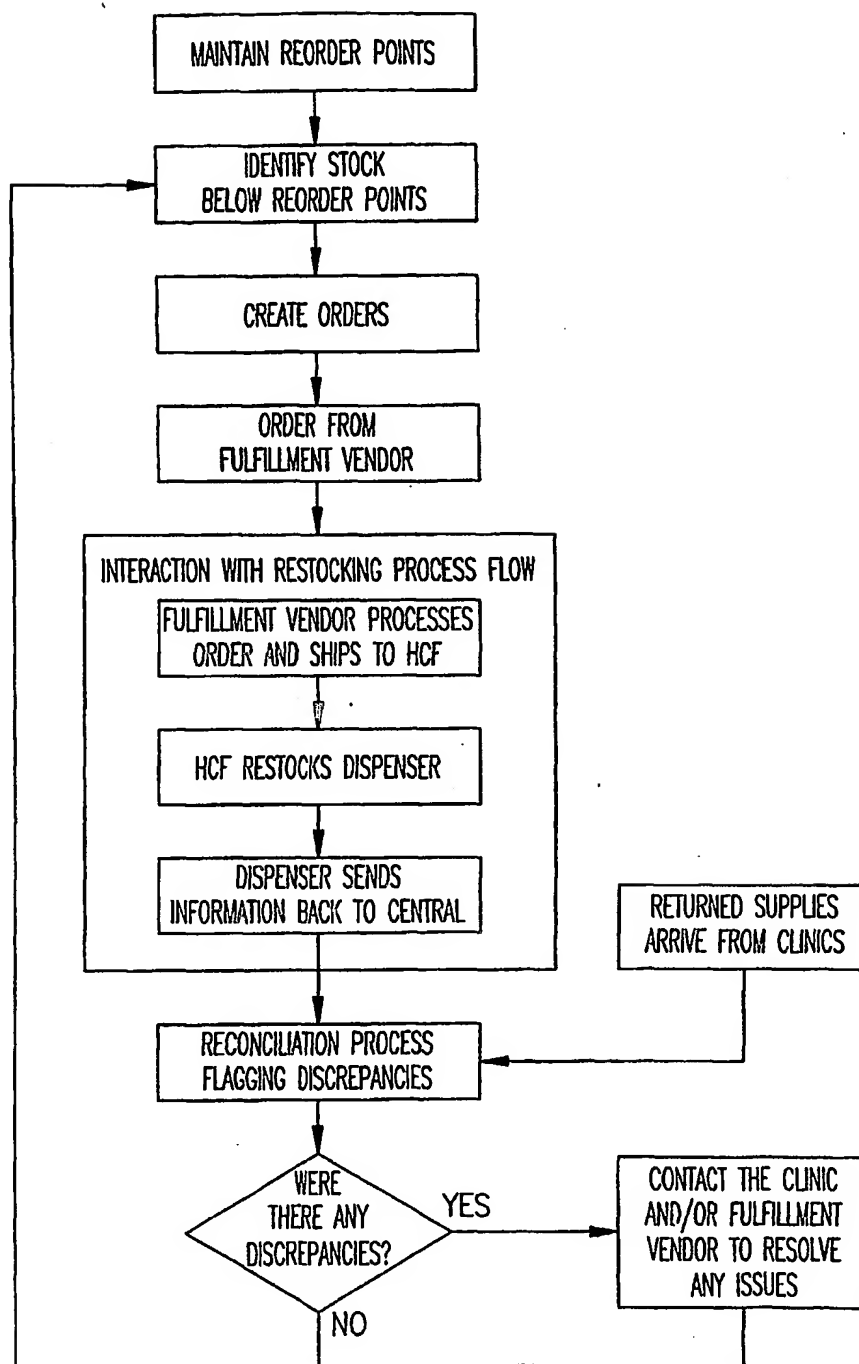 MAINTAIN REORDER POINTS
IDENTIFY STOCK
BELOW REORDER POINTS
CREATE ORDERS
ORDER FROM
FULFILLMENT VENDOR
INTERACTION WITH RESTOCKING PROCESS FLOW
FULFILLMENT VENDOR PROCESSES
ORDER AND SHIPS TO HCF
HCF RESTOCKS DISPENSER
DISPENSER SENDS
INFORMATION BACK TO CENTRAL
RETURNED SUPPLIES
ARRIVE FROM CLINICS
RECONCILIATION PROCESS
FLAGGING DISCREPANCIES
WERE
THERE ANY
DISCREPANCIES?
YES
CONTACT THE CLINIC
AND/OR FULFILLMENT
VENDOR TO RESOLVE
ANY ISSUES
NO